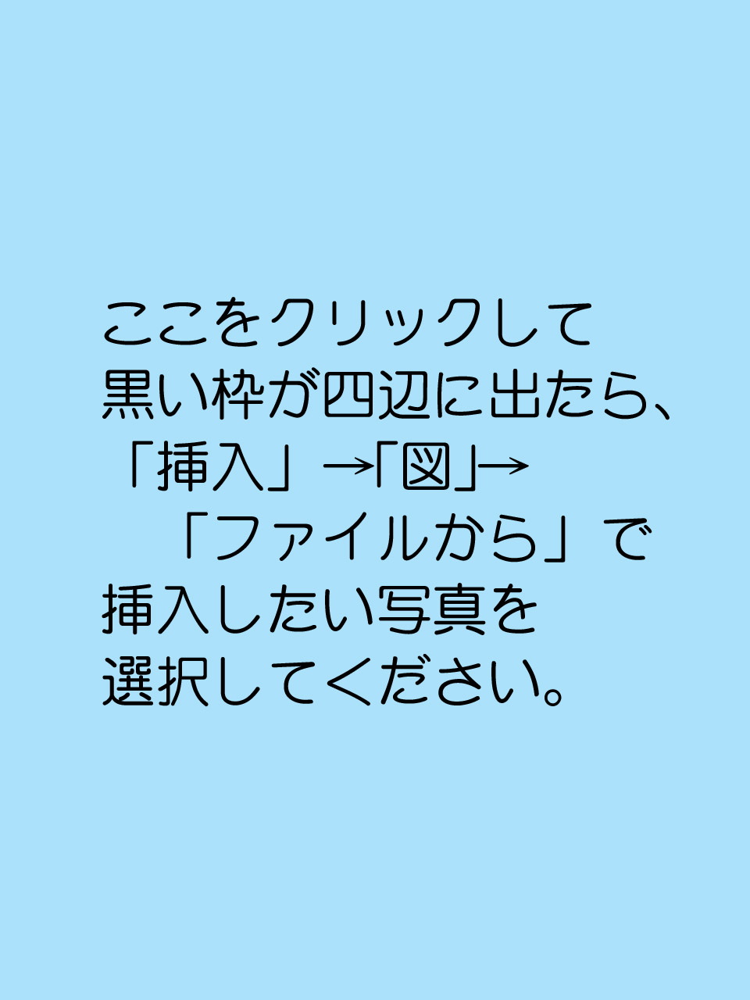 ここをクリックして
黒い枠が四辺に出たら、
「挿入」→「図」→
「ファイルから」で
挿入したい写真を
選択してください。